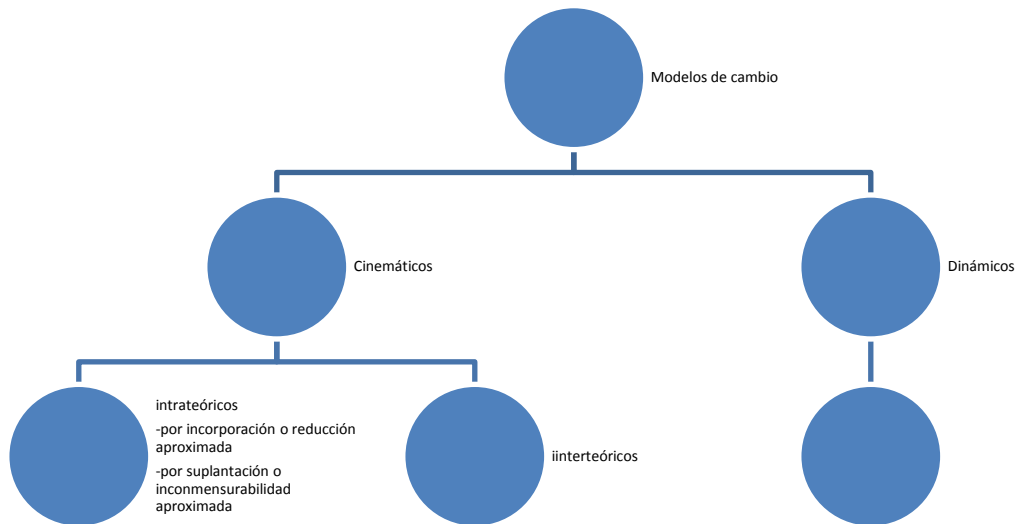 Modelos de cambio
Cinemáticos
Dinámicos
intrateóricos
-por incorporación o reducción
aproximada
-por suplantación o
inconmensurabilidad
aproximada
iinterteóricos